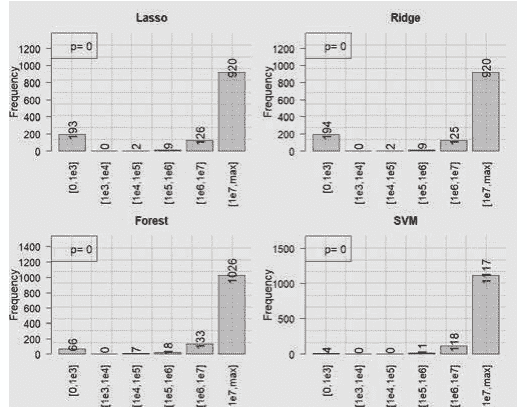 Lasso
p= 0
Frequency
1200
1000
800
600
400
200
0
193
0
2
9
126
920
[0,1e3]
[1e3,1e4]
[1e4,1e5]
[1e5,1e6]
[1e6,1e7]
[1e7,max]
Ridge
p= 0
Frequency
1200
1000
800
600
400
200
0
194
0
2
9
125
920
[0,1e3]
[1e3,1e4]
[1e4,1e5]
[1e5,1e6]
[1e6,1e7]
[1e7,max]
Forest
p= 0
Frequency
1400
1200
1000
800
600
400
200
0
66
0
7
18
133
1026
[0,1e3]
[1e3,1e4]
[1e4,1e5]
[1e5,1e6]
[1e6,1e7]
[1e7,max]
SVM
p= 0
Frequency
1500
1000
500
0
4
0
0
11
118
1117
[0,1e3]
[1e3,1e4]
[1e4,1e5]
[1e5,1e6]
[1e6,1e7]
[1e7,max]